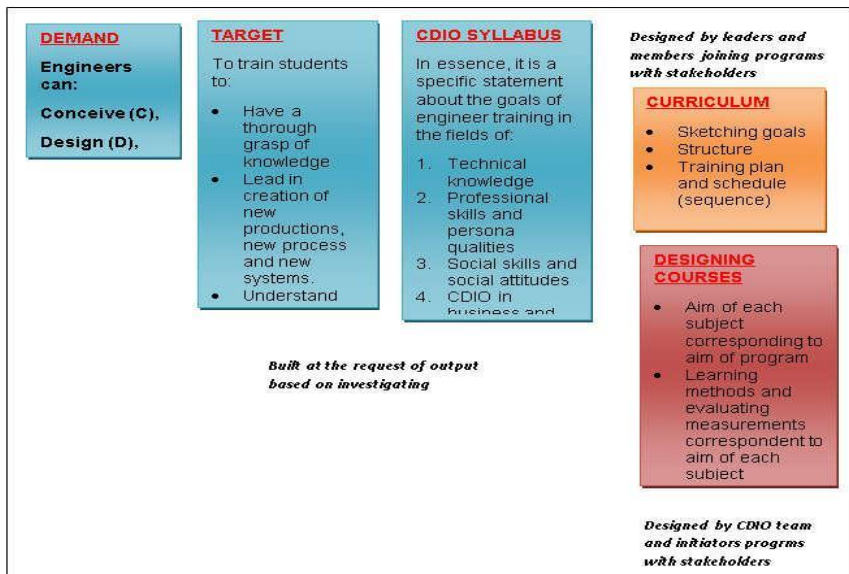 DEMAND
Engineers
can:
Conceive (C),
Design (D),
TARGET
To train students
to:
• Have a
thorough
grasp of
knowledge
• Lead in
creation of
new
productions,
new process
and new
systems.
• Understand
CDIO SYLLABUS
In essence, it is a
specific statement
about the goals of
engineer training in
the fields of:
1. Technical
knowledge
2. Professional
skills and
persona
qualities
3. Social skills and
social attitudes
4. CDIO in
business and
Built at the request of output
based on investigating
Designed by leaders and
members joining programs
with stakeholders
CURRICULUM
• Sketching goals
• Structure
• Training plan
and schedule
(sequence)
DESIGNING
COURSES
• Aim of each
subject
corresponding to
aim of program
• Learning
methods and
evaluating
measurements
correspondent to
aim of each
subject
Designed by CDIO team
and initiators progrms
with stakeholders